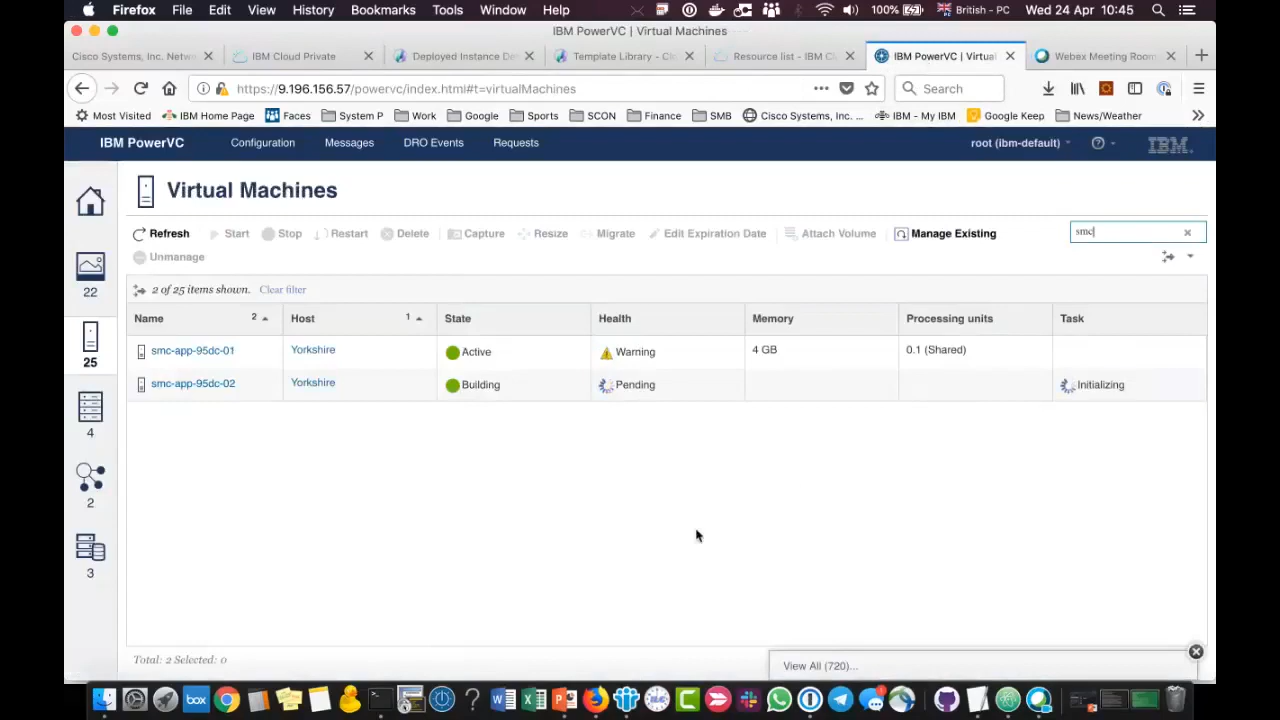 Firefox File Edit View History Bookmarks Tools Window Help 100% British - PC Wed 24 Apr 10:45
IBM PowerVC | Virtual Machines
Cisco Systems, Inc. Netw IBM Cloud Private Deployed Instance De Template Library - Clo Resource list - IBM Cl IBM PowerVC | Virtual Webex Meeting Room
https://9.196.156.57/powervc/index.html#t=virtualMachines Search
Most Visited IBM Home Page Faces System P Work Google Sports SCON Finance SMB Cisco Systems, Inc. ... IBM - My IBM Google Keep News/Weather
IBM PowerVC Configuration Messages DRO Events Requests root (ibm-default) IBM
Virtual Machines
Refresh Start Stop Restart Delete Capture Resize Migrate Edit Expiration Date Attach Volume Manage Existing smc
Unmanage
22
2 of 25 items shown. Clear filter
Name 2 Host 1 State Health Memory Processing units Task
smc-app-95dc-01 Yorkshire Active Warning 4 GB 0.1 (Shared)
25
smc-app-95dc-02 Yorkshire Building Pending Initializing
4
2
3
Total: 2 Selected: 0
View All (720)...
box